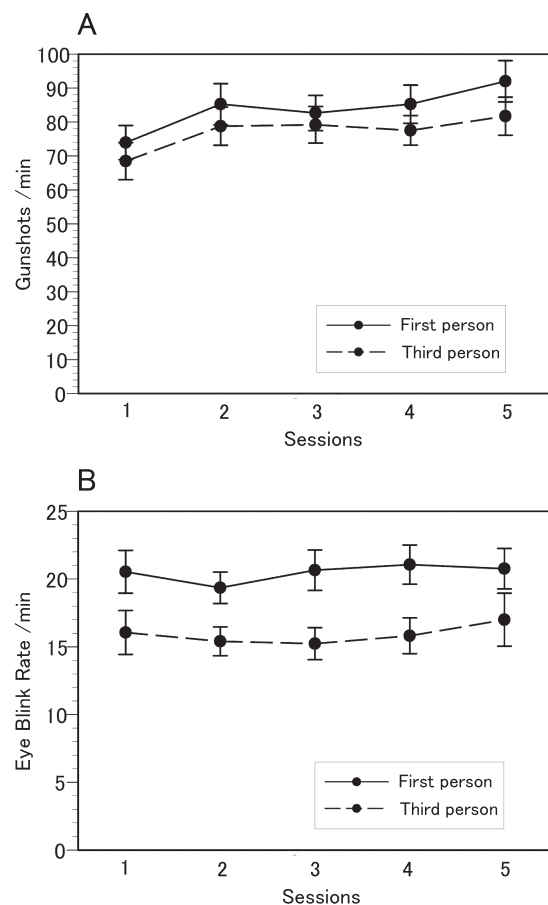 A
100
90
80
70
60
50
40
30
20
10
0
Gunshots /min
First person
Third person
1 2 3 4 5
Sessions
B
25
20
15
10
5
0
Eye Blink Rate /min
First person
Third person
1 2 3 4 5
Sessions